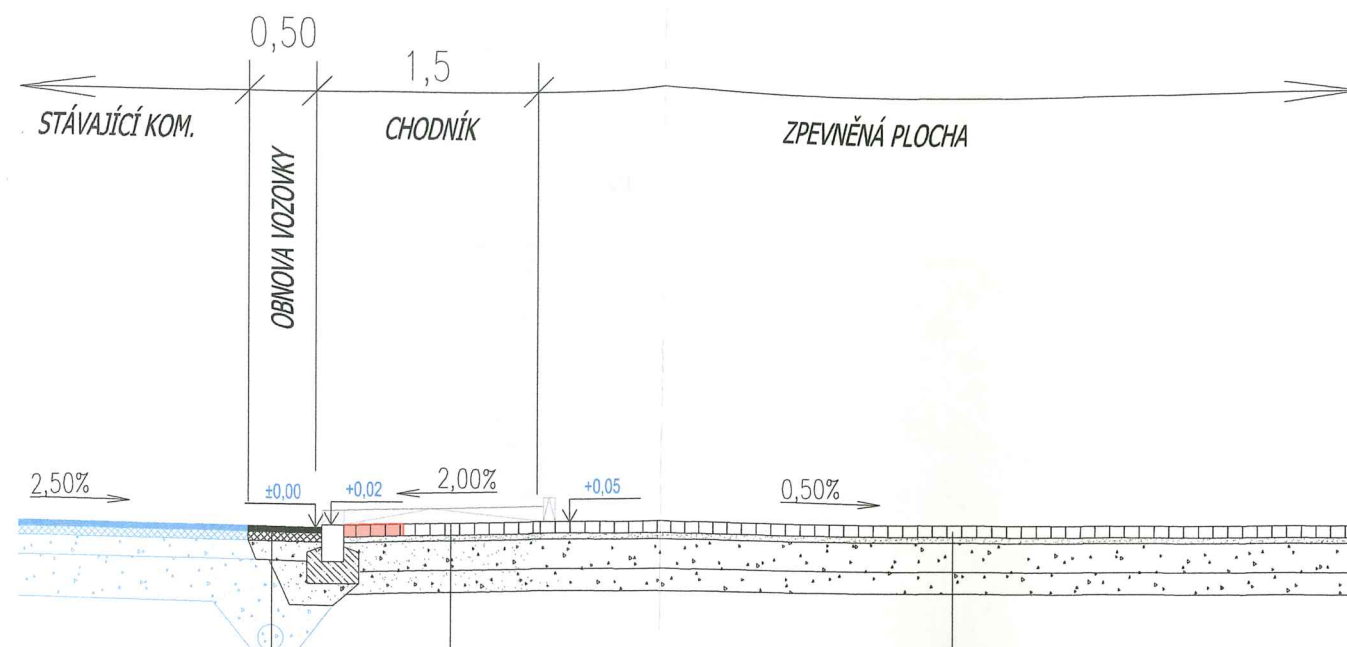 0,50
1,5
STÁVAJÍCÍ KOM.
CHODNÍK
ZPEVNĚNÁ PLOCHA
OBNOVA VOZOVKY
2,50%
±0,00
+0,02
2,00%
+0,05
0,50%